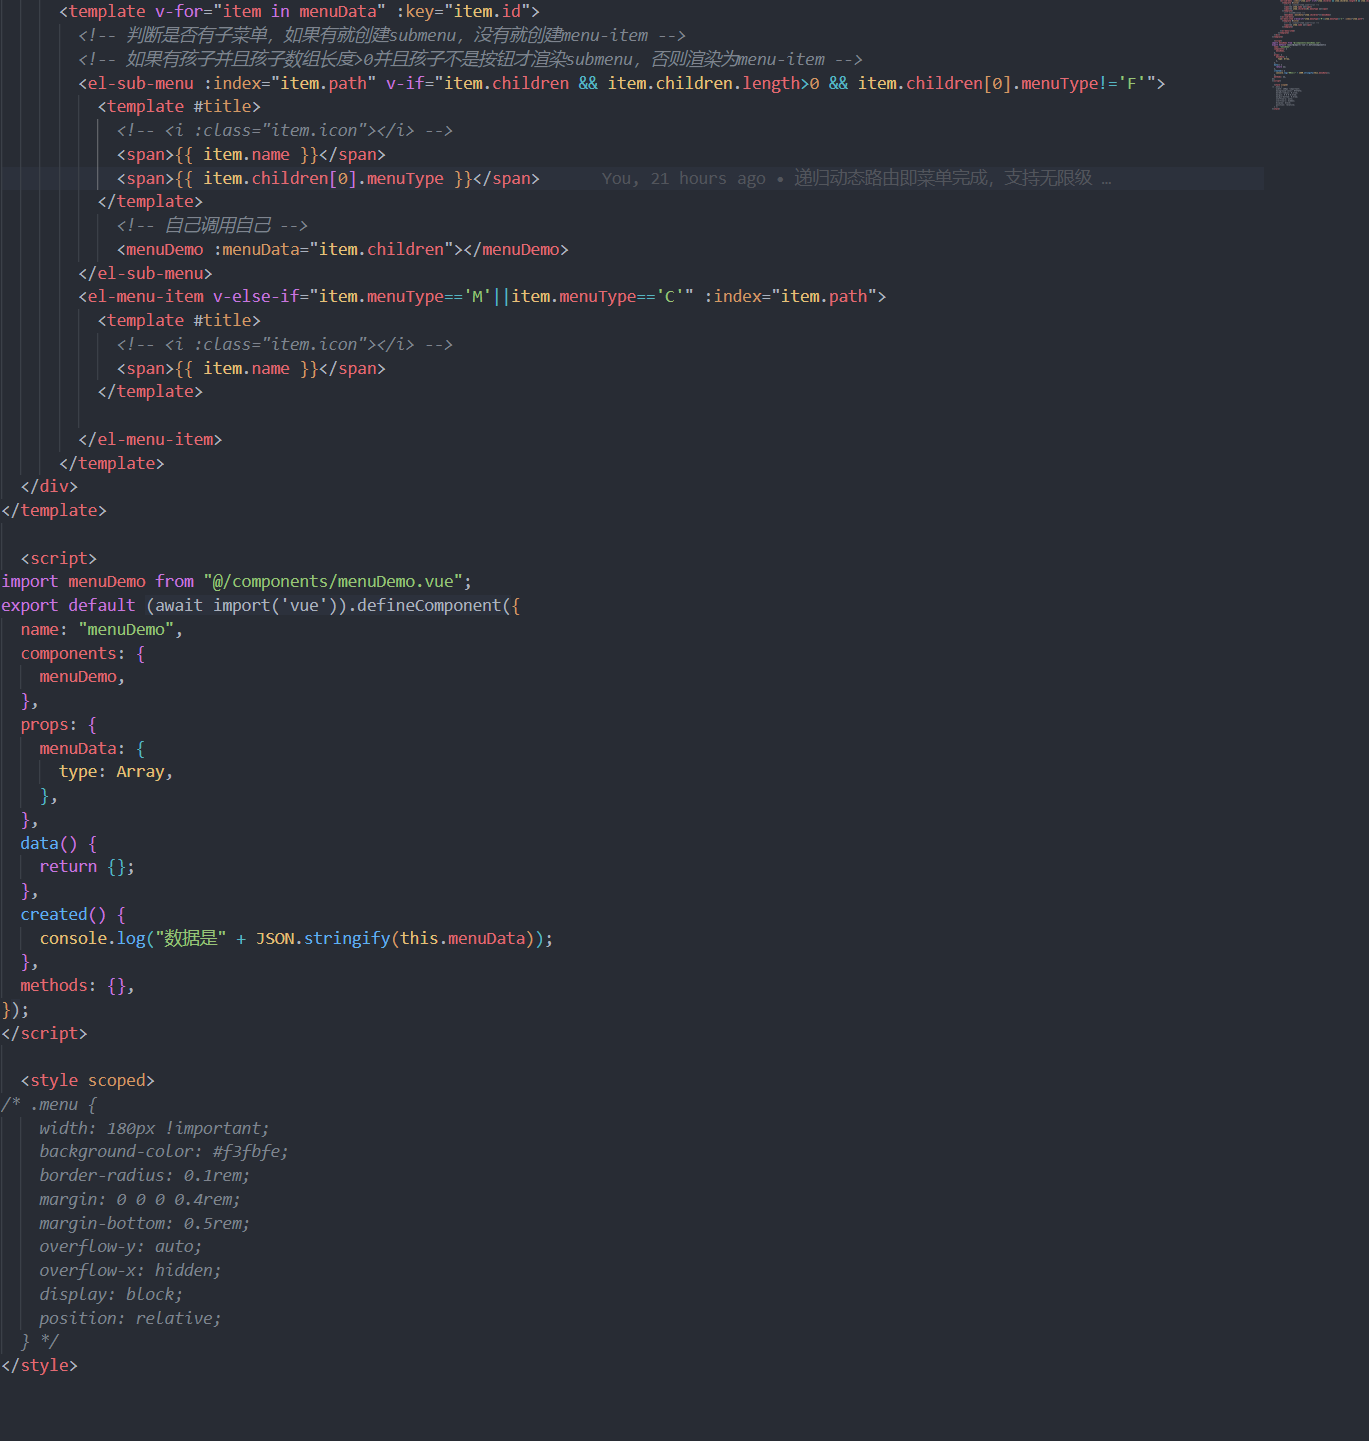 <template v-for="item in menuData" :key="item.id">
<!-- 判断是否有子菜单，如果有就创建submenu，没有就创建menu-item -->
<!-- 如果有孩子并且孩子数组长度>0并且孩子不是按钮才渲染submenu，否则渲染为menu-item -->
<el-sub-menu :index="item.path" v-if="item.children && item.children.length>0 && item.children[0].menuType!='F'">
<template #title>
<!-- <i :class="item.icon"></i> -->
<span>{{ item.name }}</span>
<span>{{ item.children[0].menuType }}</span> You, 21 hours ago • 递归动态路由即菜单完成，支持无限级 …
</template>
<!-- 自己调用自己 -->
<menuDemo :menuData="item.children"></menuDemo>
</el-sub-menu>
<el-menu-item v-else-if="item.menuType=='M'||item.menuType=='C'" :index="item.path">
<template #title>
<!-- <i :class="item.icon"></i> -->
<span>{{ item.name }}</span>
</template>
</el-menu-item>
</template>
</div>
</template>
<script>
import menuDemo from "@/components/menuDemo.vue";
export default (await import('vue')).defineComponent({
name: "menuDemo",
components: {
menuDemo,
},
props: {
menuData: {
type: Array,
},
},
data() {
return {};
},
created() {
console.log("数据是" + JSON.stringify(this.menuData));
},
methods: {},
});
</script>
<style scoped>
/* .menu {
width: 180px !important;
background-color: #f3fbfe;
border-radius: 0.1rem;
margin: 0 0 0 0.4rem;
margin-bottom: 0.5rem;
overflow-y: auto;
overflow-x: hidden;
display: block;
position: relative;
} */
</style>